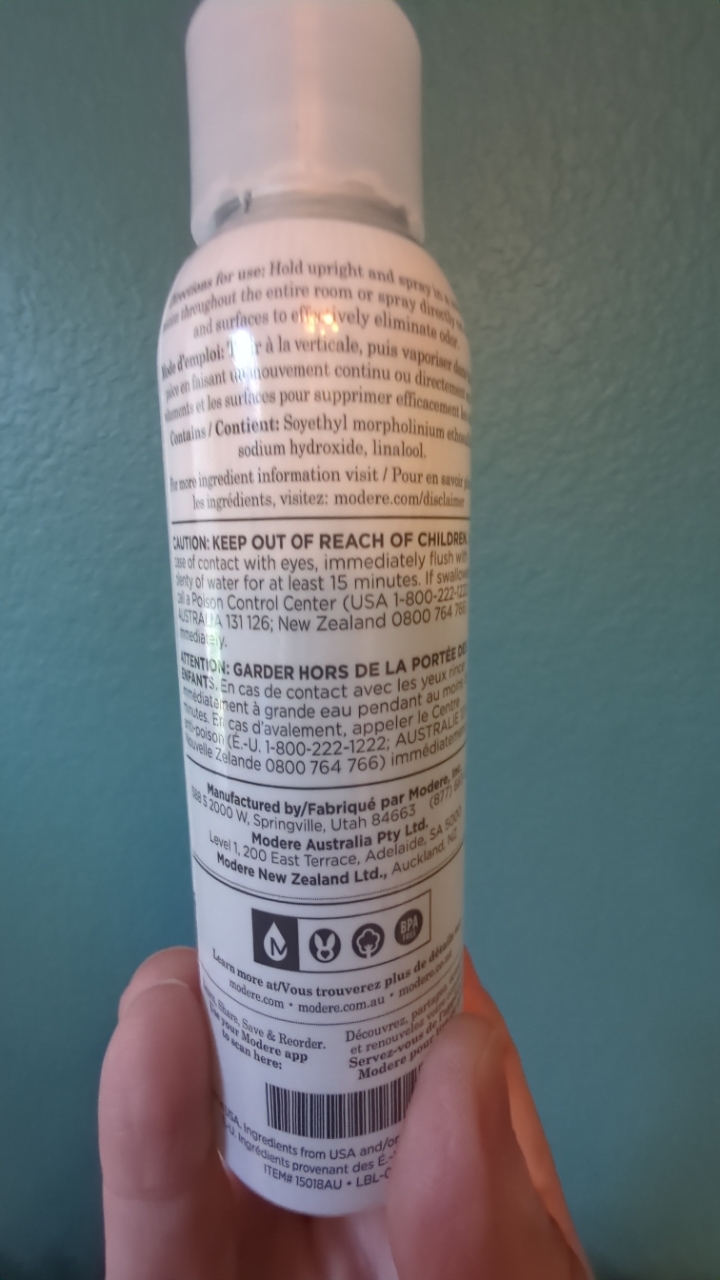 for use: Hold upright and spray in a
throughout the entire room or spray directly
and surfaces to effectively eliminate odor.
Mode d'emploi: à la verticale, puis vaporiser
en faisant un mouvement continu ou directement
et les surfaces pour supprimer efficacement
Contains / Contient: Soyethyl morpholinium
sodium hydroxide, linalool.
more ingredient information visit / Pour en savoir
les ingrédients, visitez: modere.com/disclaimer
CAUTION: KEEP OUT OF REACH OF CHILDREN.
case of contact with eyes, immediately flush with
plenty of water for at least 15 minutes. If
call a Poison Control Center (USA 1-800-222-
AUSTRALIA 131 126; New Zealand 0800 764 766
immediately.
ATTENTION: GARDER HORS DE LA PORTÉE DES
ENFANTS. En cas de contact avec les yeux rincer
immédiatement à grande eau pendant au moins
minutes. En cas d'avalement, appeler le Centre
anti-poison (É.-U. 1-800-222-1222; AUSTRALIE
Nouvelle Zelande 0800 764 766) immédiatement
Manufactured by/Fabriqué par Modere, Inc.
588 S 2000 W, Springville, Utah 84663 (877)
Modere Australia Pty Ltd.
Level 1, 200 East Terrace, Adelaide, SA 5000
Modere New Zealand Ltd., Auckland, NZ
M
BPA
FREE
Learn more at/Vous trouverez plus de détails
modere.com • modere.com.au •
Share, Save & Reorder.
Use your Modere app
to scan here:
Découvrez, partagez
et renouvelez
Servez-vous de
Modere pour
USA. Ingredients from USA and/or
Ingrédients provenant des É.-
ITEM# 15018AU • LBL-